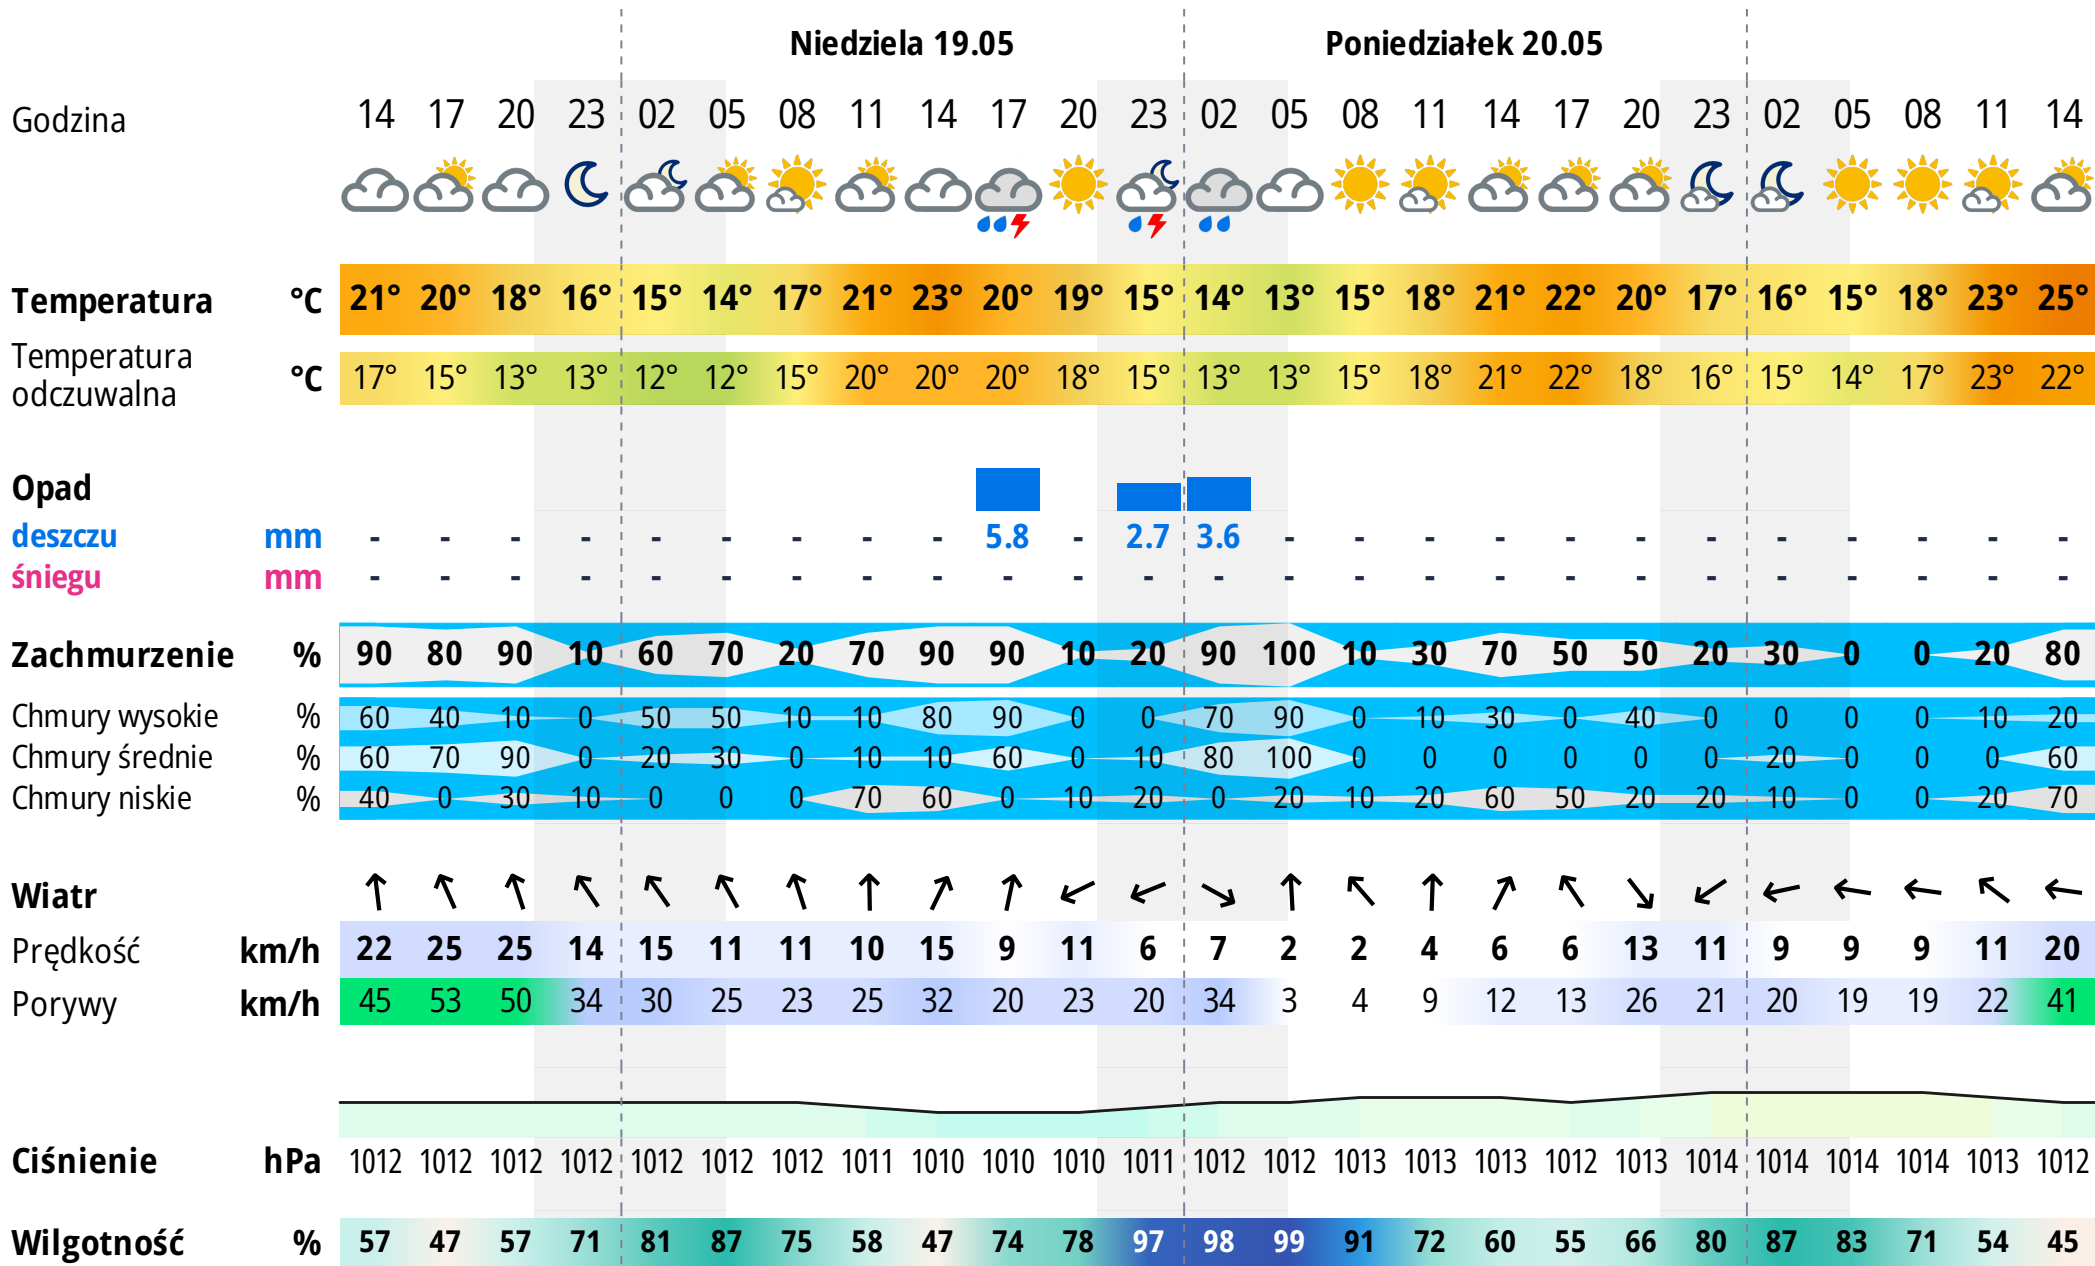 Niedziela 19.05 Poniedziałek 20.05
Godzina 14 17 20 23 02 05 08 11 14 17 20 23 02 05 08 11 14 17 20 23 02 05 08 11 14
Temperatura °C 21° 20° 18° 16° 15° 14° 17° 21° 23° 20° 19° 15° 14° 13° 15° 18° 21° 22° 20° 17° 16° 15° 18° 23° 25°
Temperatura
odczuwalna °C 17° 15° 13° 13° 12° 12° 15° 20° 20° 20° 18° 15° 13° 13° 15° 18° 21° 22° 18° 16° 15° 14° 17° 23° 22°
Opad
deszczu mm - - - - - - - - - 5.8 - 2.7 3.6 - - - - - - - - - - - -
śniegu mm - - - - - - - - - - - - - - - - - - - - - - - - -
Zachmurzenie % 90 80 90 10 60 70 20 70 90 90 10 20 90 100 10 30 70 50 50 20 30 0 0 20 80
Chmury wysokie % 60 40 10 0 50 50 10 10 80 90 0 0 70 90 0 10 30 0 40 0 0 0 0 10 20
Chmury średnie % 60 70 90 0 20 30 0 10 10 60 0 10 80 100 0 0 0 0 0 0 20 0 0 0 60
Chmury niskie % 40 0 30 10 0 0 0 70 60 0 10 20 0 20 10 20 60 50 20 20 10 0 0 20 70
Wiatr
Prędkość km/h 22 25 25 14 15 11 11 10 15 9 11 6 7 2 2 4 6 6 13 11 9 9 9 11 20
Porywy km/h 45 53 50 34 30 25 23 25 32 20 23 20 34 3 4 9 12 13 26 21 20 19 19 22 41
Ciśnienie hPa 1012 1012 1012 1012 1012 1012 1012 1011 1010 1010 1010 1011 1012 1012 1013 1013 1013 1012 1013 1014 1014 1014 1014 1013 1012
Wilgotność % 57 47 57 71 81 87 75 58 47 74 78 97 98 99 91 72 60 55 66 80 87 83 71 54 45